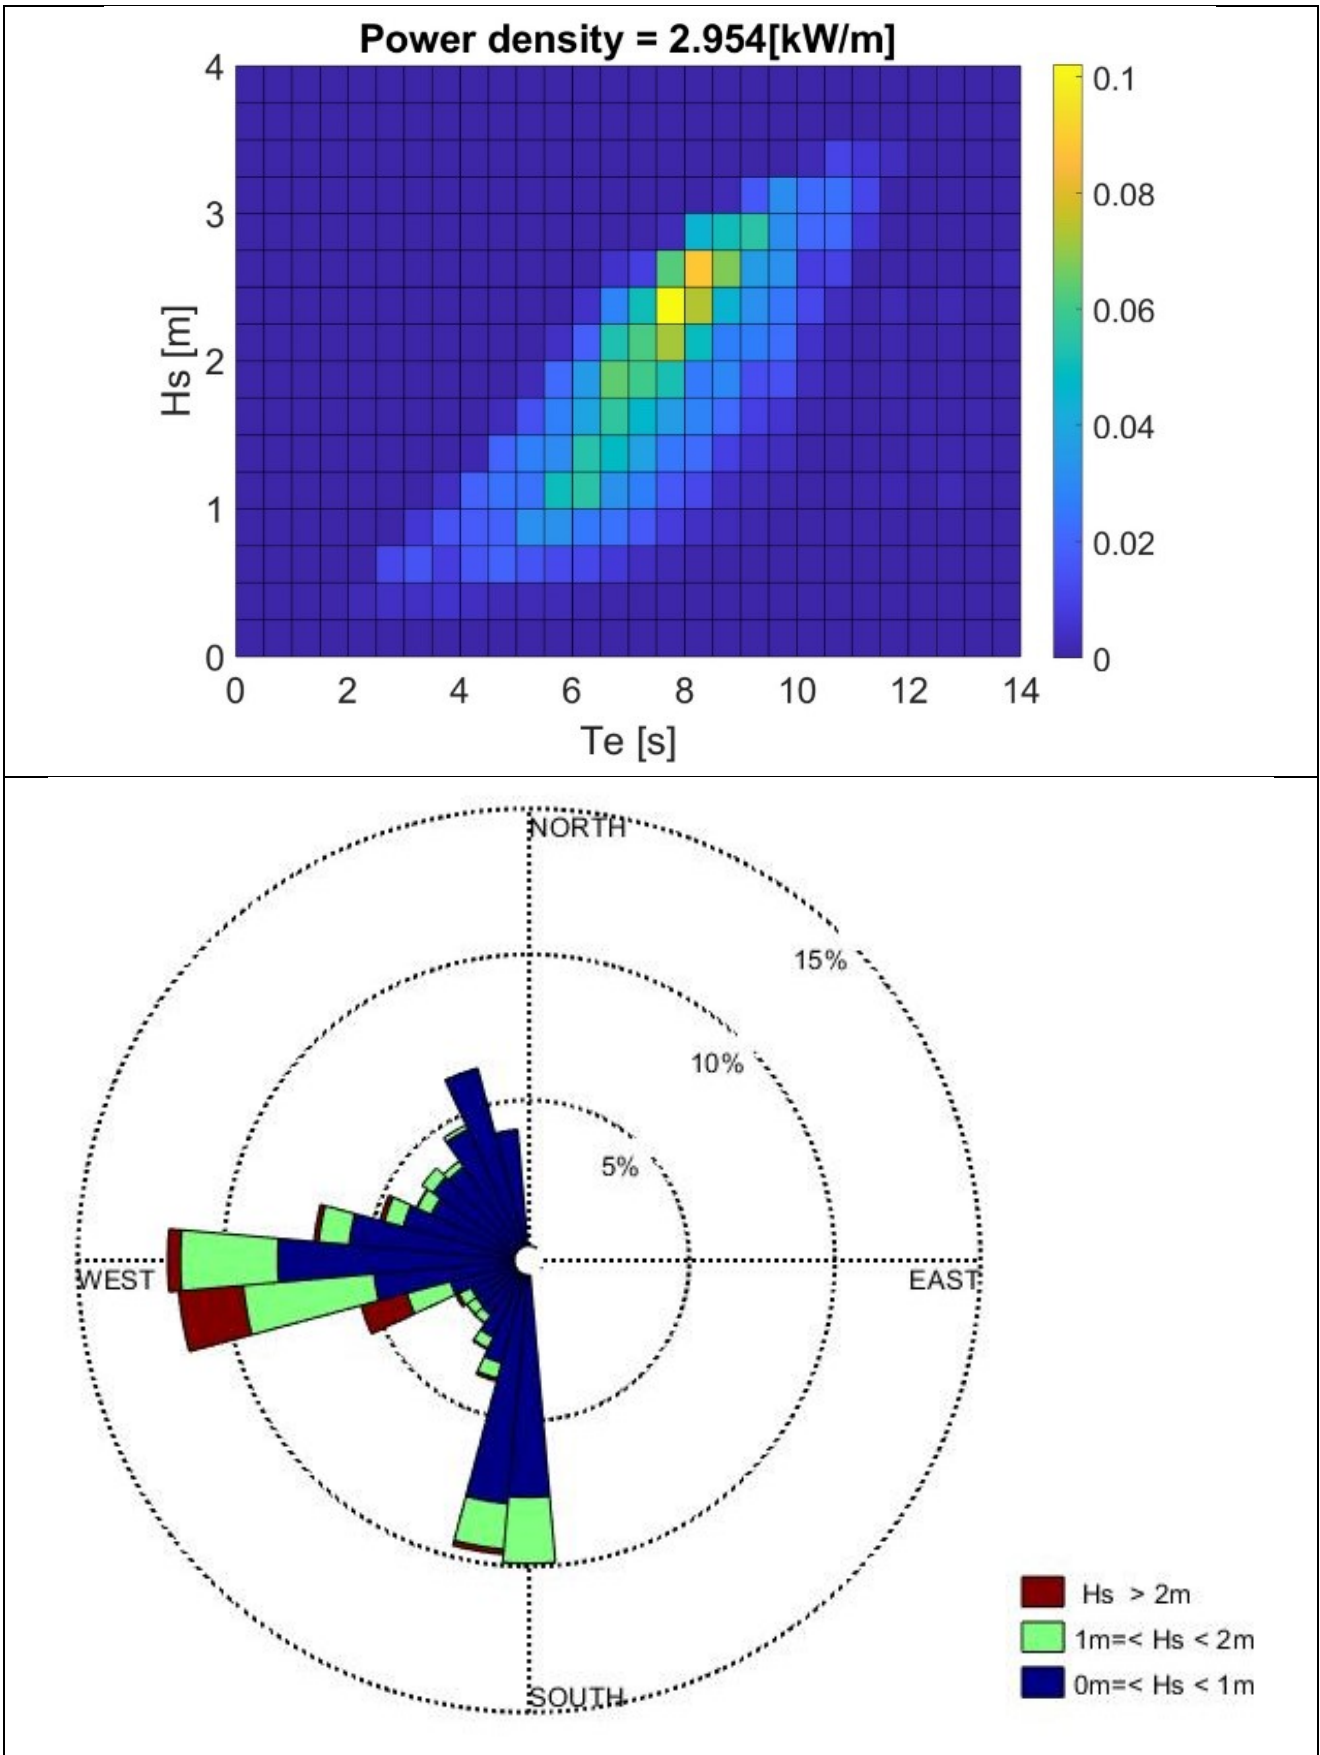 Power density = 2.954[kW/m]
4
3
2
1
0
Hs [m]
0 2 4 6 8 10 12 14
Te [s]
0.1
0.08
0.06
0.04
0.02
0
NORTH
15%
10%
5%
WEST
EAST
SOUTH
Hs > 2m
1m=< Hs < 2m
0m=< Hs < 1m